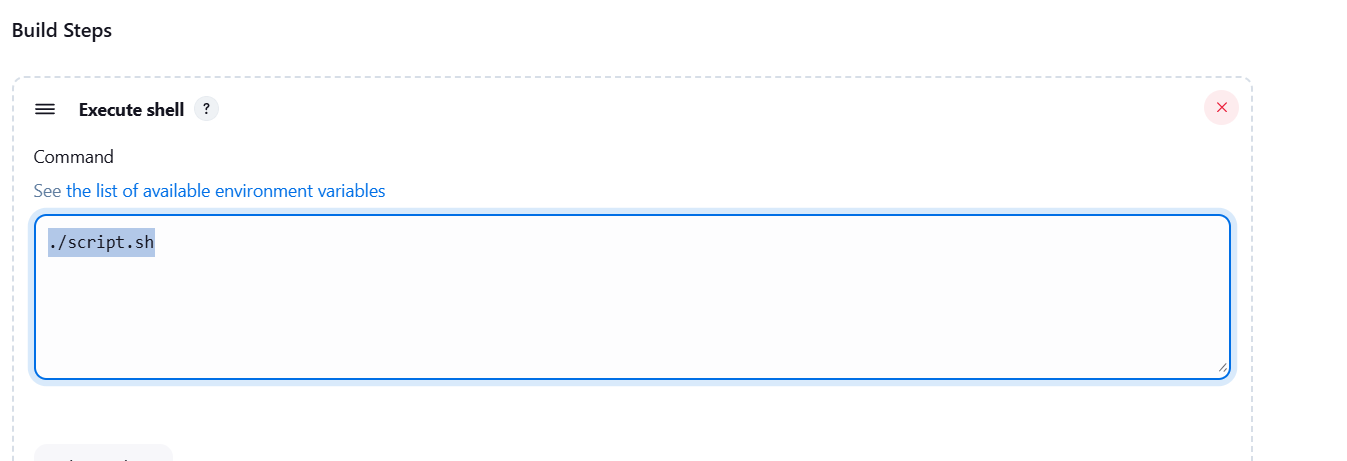 Build Steps
Execute shell ?
Command
See the list of available environment variables
./script.sh